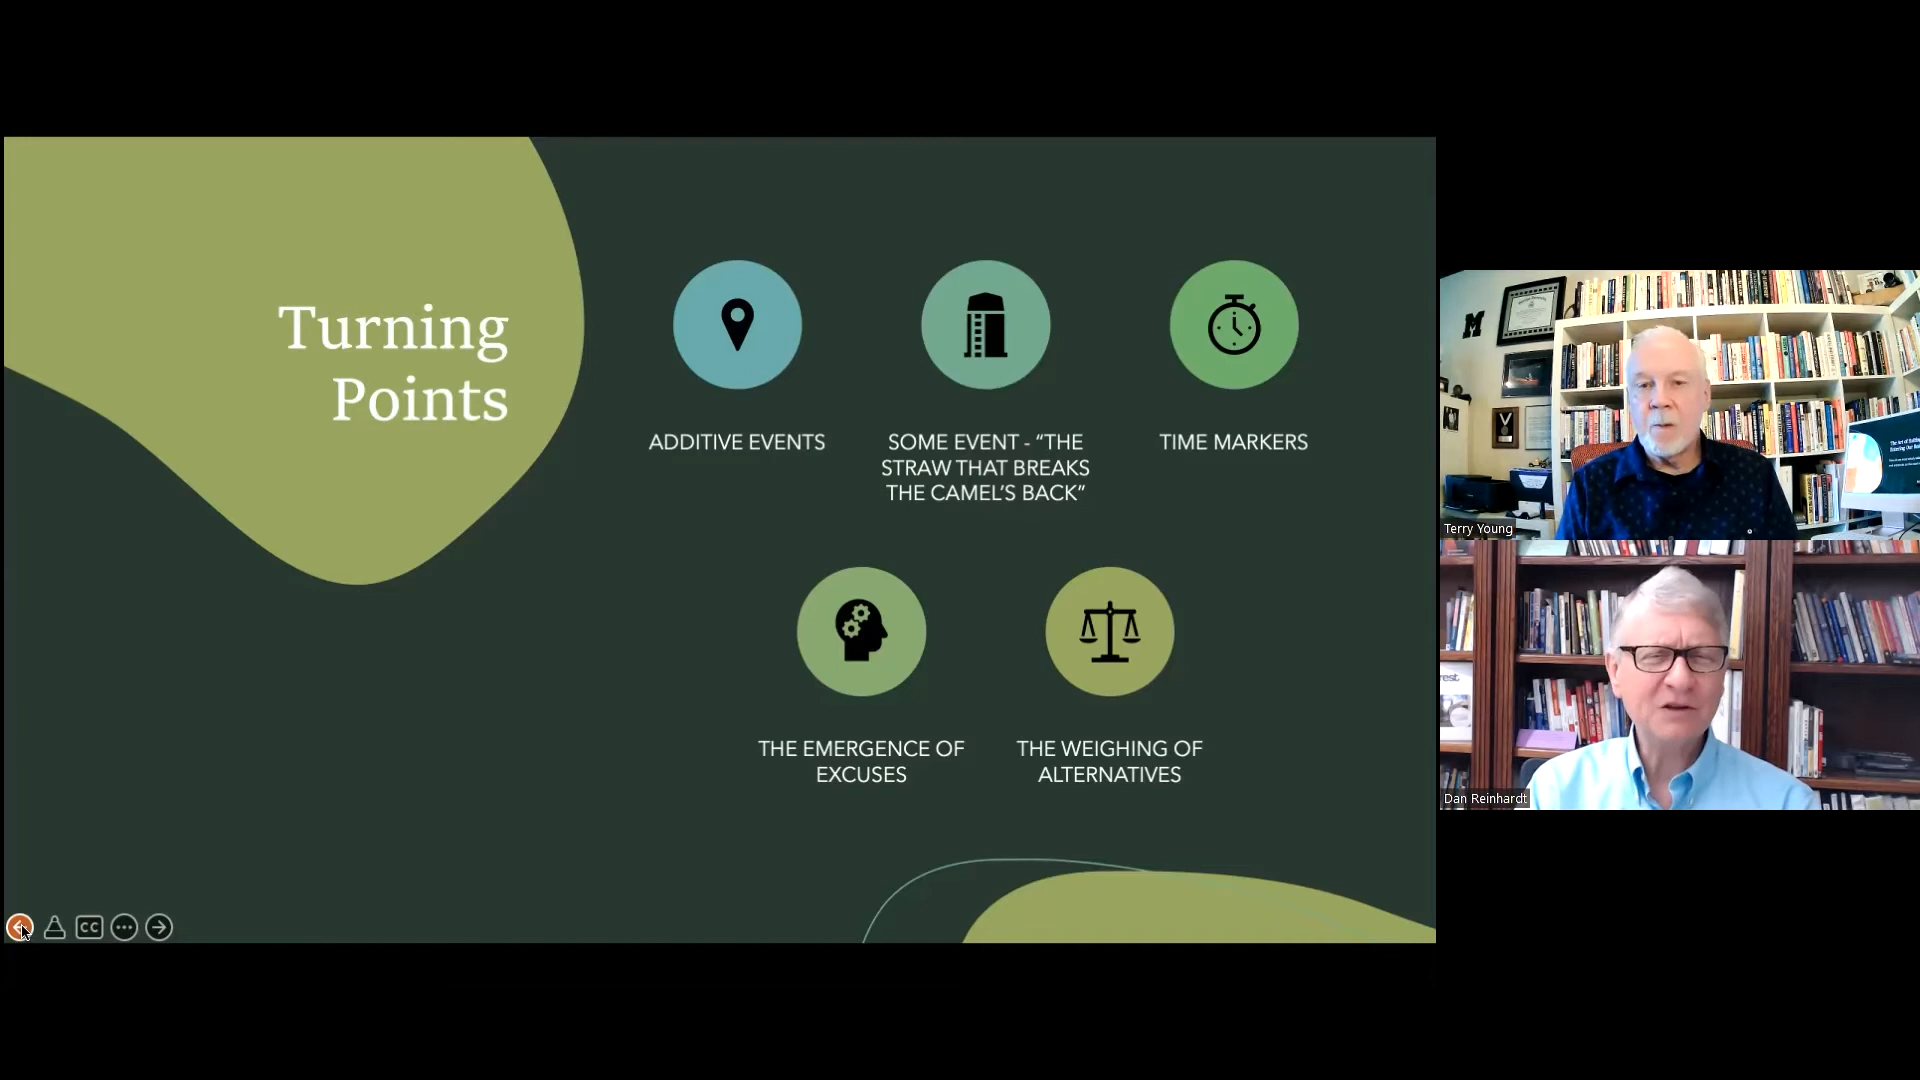 Turning
Points
ADDITIVE EVENTS
SOME EVENT - “THE
STRAW THAT BREAKS
THE CAMEL’S BACK”
TIME MARKERS
THE EMERGENCE OF
EXCUSES
THE WEIGHING OF
ALTERNATIVES
CC
M
Terry Young
Dan Reinhardt